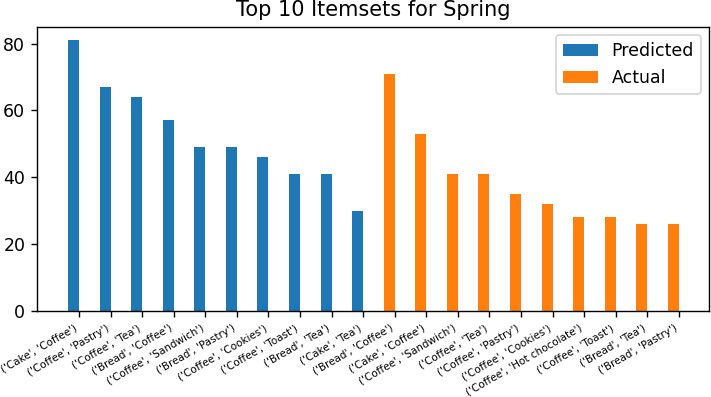 Top 10 Itemsets for Spring
Predicted
Actual
80
60
40
20
0
('Cake', 'Coffee')
('Coffee', 'Pastry')
('Coffee', 'Tea')
('Bread', 'Coffee')
('Coffee', 'Sandwich')
('Bread', 'Pastry')
('Coffee', 'Cookies')
('Coffee', 'Toast')
('Bread', 'Tea')
('Cake', 'Tea')
('Bread', 'Coffee')
('Cake', 'Coffee')
('Coffee', 'Sandwich')
('Coffee', 'Tea')
('Coffee', 'Pastry')
('Coffee', 'Cookies')
('Coffee', 'Hot chocolate')
('Coffee', 'Toast')
('Bread', 'Tea')
('Bread', 'Pastry')